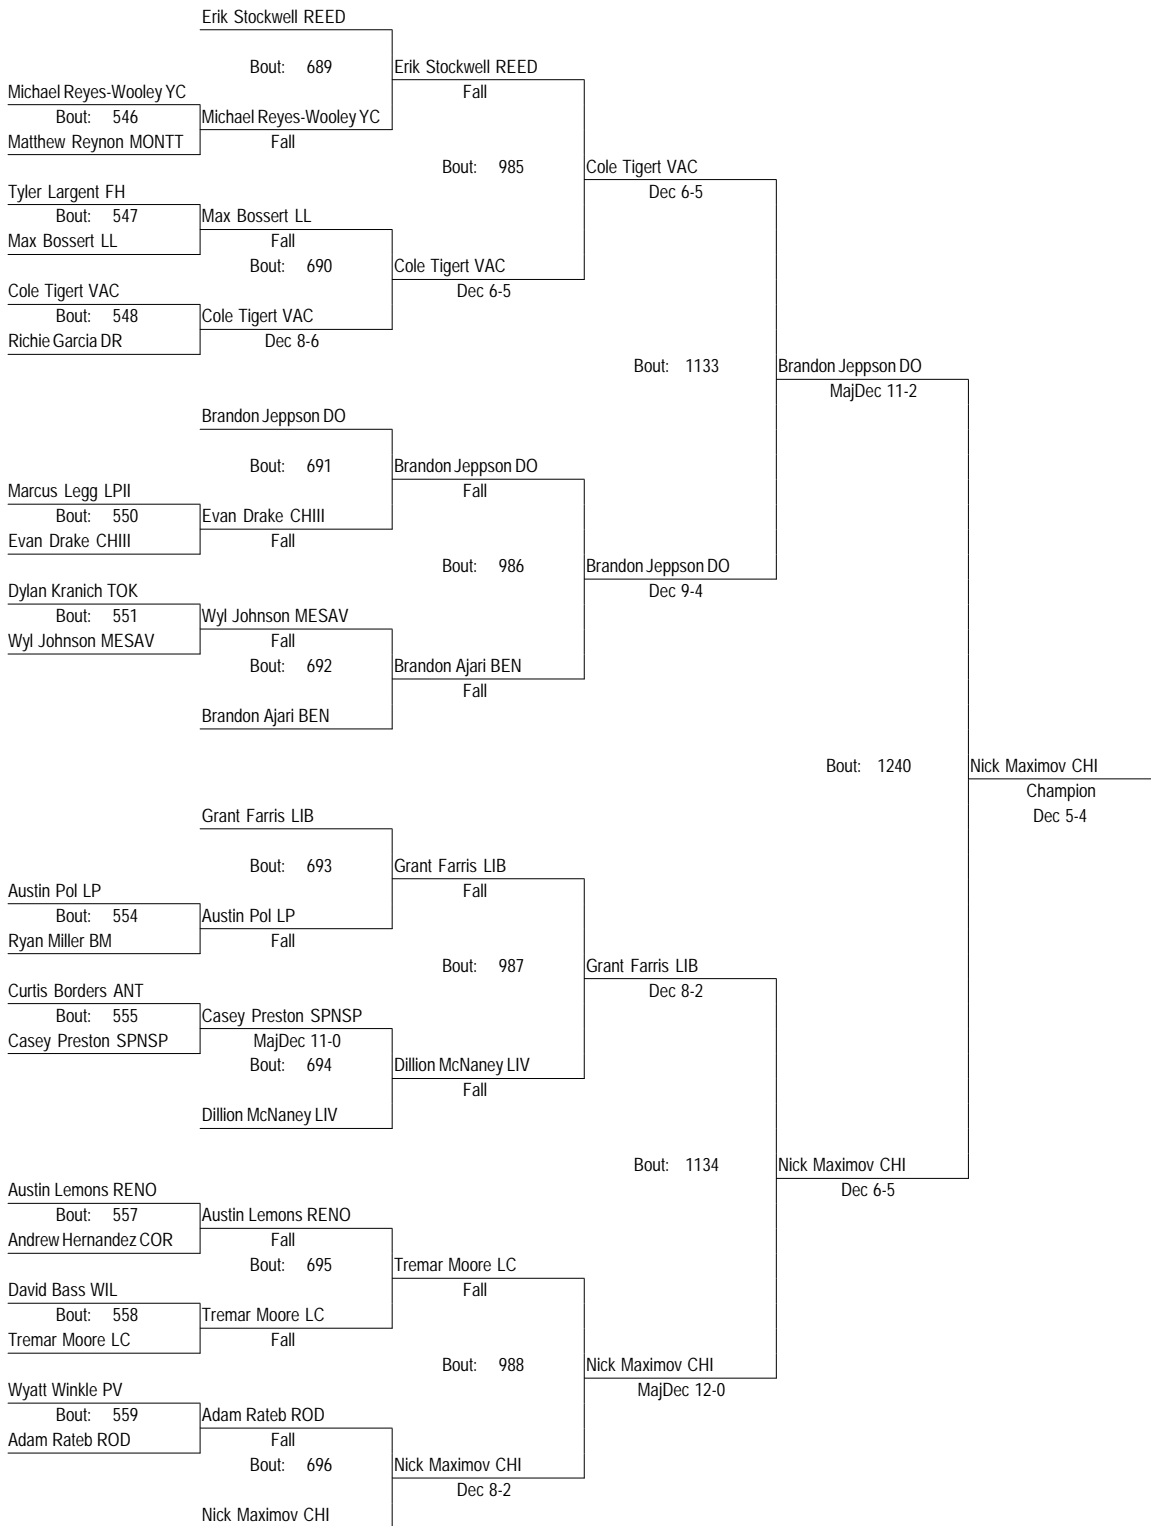 Erik Stockwell REED
Bout: 689
Erik Stockwell REED
Fall
Michael Reyes-Wooley YC
Bout: 546
Michael Reyes-Wooley YC
Matthew Reynon MONTT
Fall
Bout: 985
Cole Tigert VAC
Dec 6-5
Tyler Largent FH
Bout: 547
Max Bossert LL
Max Bossert LL
Fall
Bout: 690
Cole Tigert VAC
Dec 6-5
Cole Tigert VAC
Bout: 548
Cole Tigert VAC
Richie Garcia DR
Dec 8-6
Bout: 1133
Brandon Jeppson DO
MajDec 11-2
Brandon Jeppson DO
Bout: 691
Brandon Jeppson DO
Fall
Marcus Legg LPII
Bout: 550
Evan Drake CHIII
Evan Drake CHIII
Fall
Bout: 986
Brandon Jeppson DO
Dec 9-4
Dylan Kranich TOK
Bout: 551
Wyl Johnson MESAV
Wyl Johnson MESAV
Fall
Bout: 692
Brandon Ajari BEN
Fall
Brandon Ajari BEN
Bout: 1240
Nick Maximov CHI
Champion
Dec 5-4
Grant Farris LIB
Bout: 693
Grant Farris LIB
Fall
Austin Pol LP
Bout: 554
Austin Pol LP
Ryan Miller BM
Fall
Bout: 987
Grant Farris LIB
Dec 8-2
Curtis Borders ANT
Bout: 555
Casey Preston SPNSP
Casey Preston SPNSP
MajDec 11-0
Bout: 694
Dillion McNaney LIV
Fall
Dillion McNaney LIV
Bout: 1134
Nick Maximov CHI
Dec 6-5
Austin Lemons RENO
Bout: 557
Austin Lemons RENO
Andrew Hernandez COR
Fall
Bout: 695
Tremar Moore LC
Fall
David Bass WIL
Bout: 558
Tremar Moore LC
Tremar Moore LC
Fall
Bout: 988
Nick Maximov CHI
MajDec 12-0
Wyatt Winkle PV
Bout: 559
Adam Rateb ROD
Adam Rateb ROD
Fall
Bout: 696
Nick Maximov CHI
Dec 8-2
Nick Maximov CHI